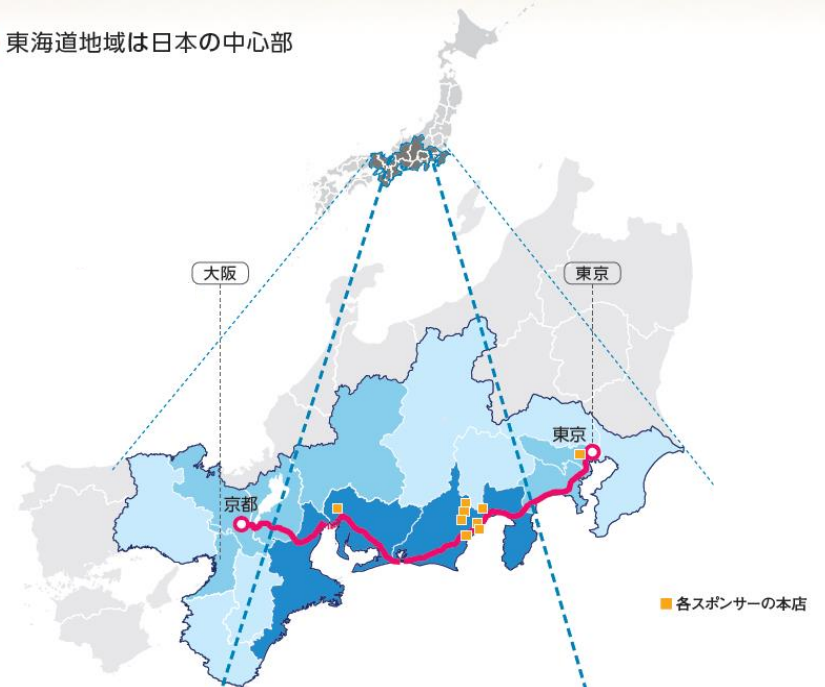 東海道地域は日本の中心部
大阪
東京
東京
京都
各スポンサーの本店